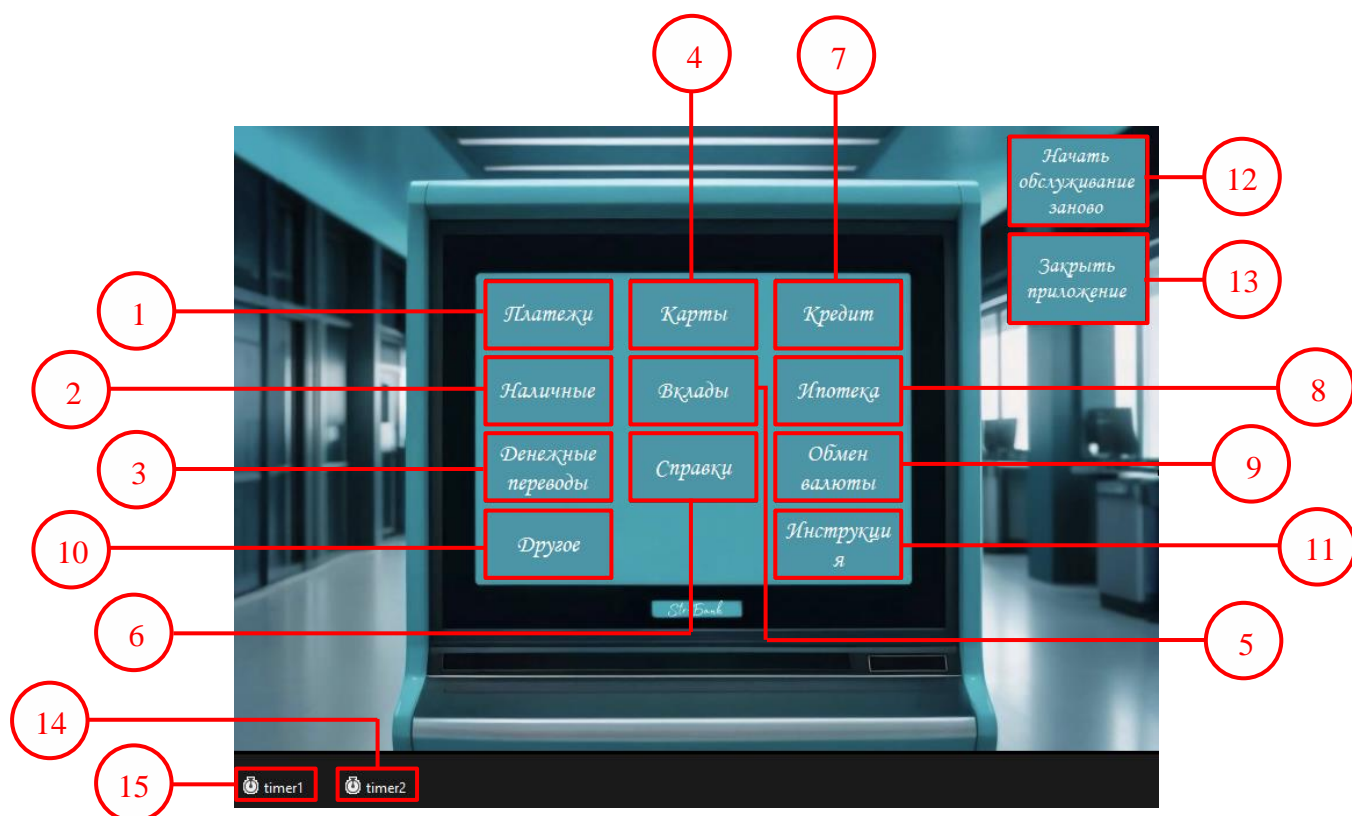 4
7
Начать
обслуживание
заново
12
Закрыть
приложение
13
1
Платежи
Карты
Кредит
2
Наличные
Вклады
Ипотека
8
3
Денежные
переводы
Справки
Обмен
валюты
9
10
Другое
Инструкци
я
11
6
5
14
15
timer1
timer2